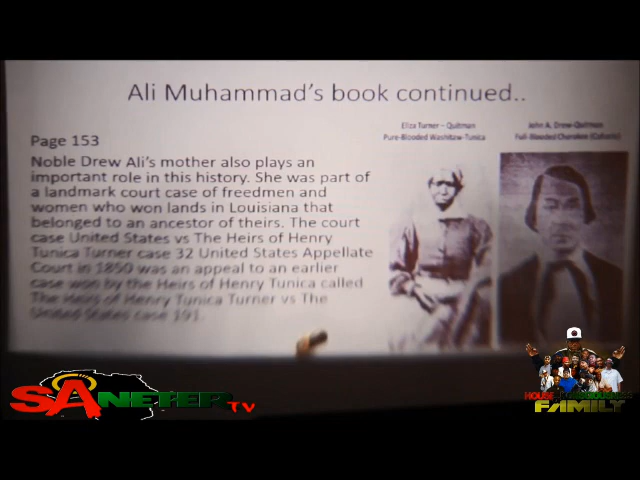 Ali Muhammad's book continued..
Eliza Turner – Quitman
Pure-Blooded Washitaw-Tunica
John A. Drew-Quitman
Full-Blooded Cherokee
Page 153
Noble Drew Ali's mother also plays an
important role in this history. She was part of
a landmark court case of freedmen and
women who won lands in Louisiana that
belonged to an ancestor of theirs. The court
case United States vs The Heirs of Henry
Tunica Turner case 32 United States Appellate
Court in 1850 was an appeal to an earlier
case won by the Heirs of Henry Tunica called
The Heirs of Henry Tunica Turner vs The
United States case 191.
SANETER TV
HOUSE
FAMILY